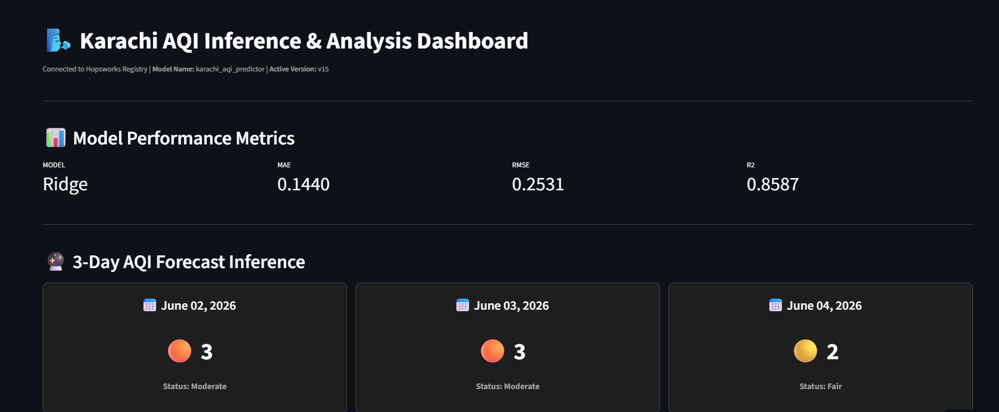 Karachi AQI Inference & Analysis Dashboard
Connected to Hopsworks Registry | Model Name: karachi_aqi_predictor | Active Version: v15
Model Performance Metrics
MODEL MAE RMSE R2
Ridge 0.1440 0.2531 0.8587
3-Day AQI Forecast Inference
June 02, 2026 June 03, 2026 June 04, 2026
3 3 2
Status: Moderate Status: Moderate Status: Fair